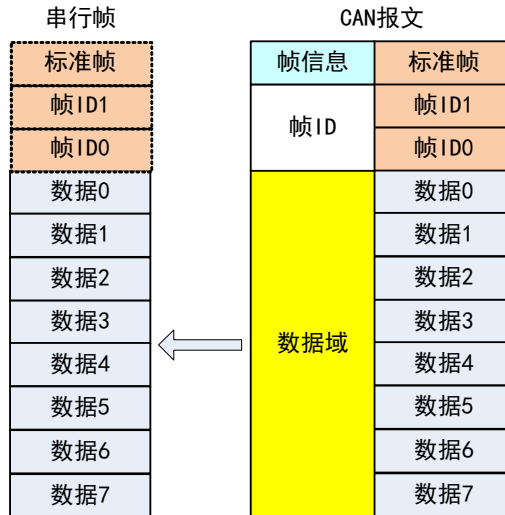 串行帧
CAN报文
标准帧
帧信息
标准帧
帧ID1
帧ID
帧ID1
帧ID0
帧ID0
数据0
数据0
数据1
数据1
数据2
数据2
数据3
数据域
数据3
数据4
数据4
数据5
数据5
数据6
数据6
数据7
数据7